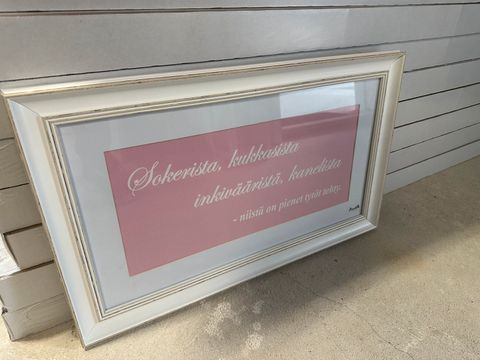 Sokerista, kukkasista
inkivääristä, kanelista
- niistä on pienet tytöt tehty.